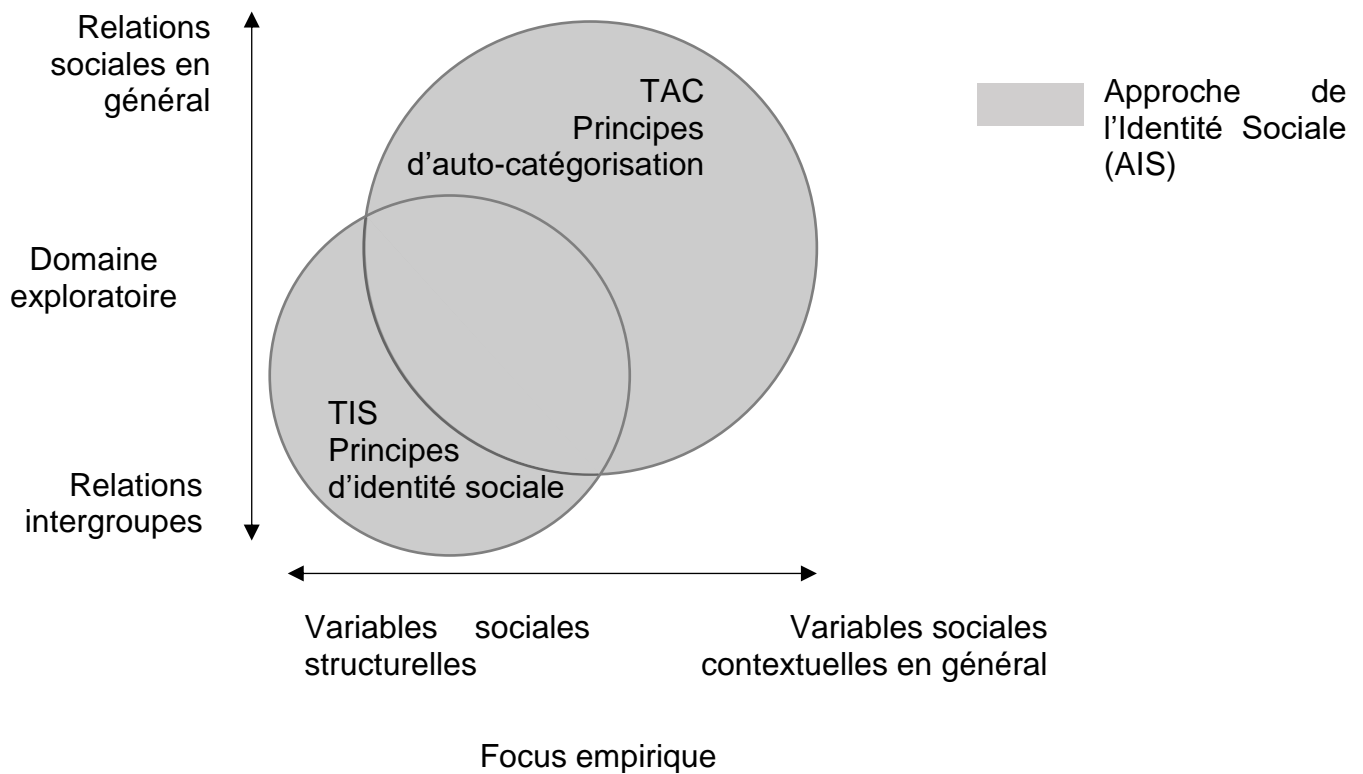 Relations
sociales en
général
TAC
Principes
d’auto-catégorisation
Approche de
l’Identité Sociale
(AIS)
Domaine
exploratoire
TIS
Principes
d’identité sociale
Relations
intergroupes
Variables sociales
structurelles
Variables sociales
contextuelles en général
Focus empirique